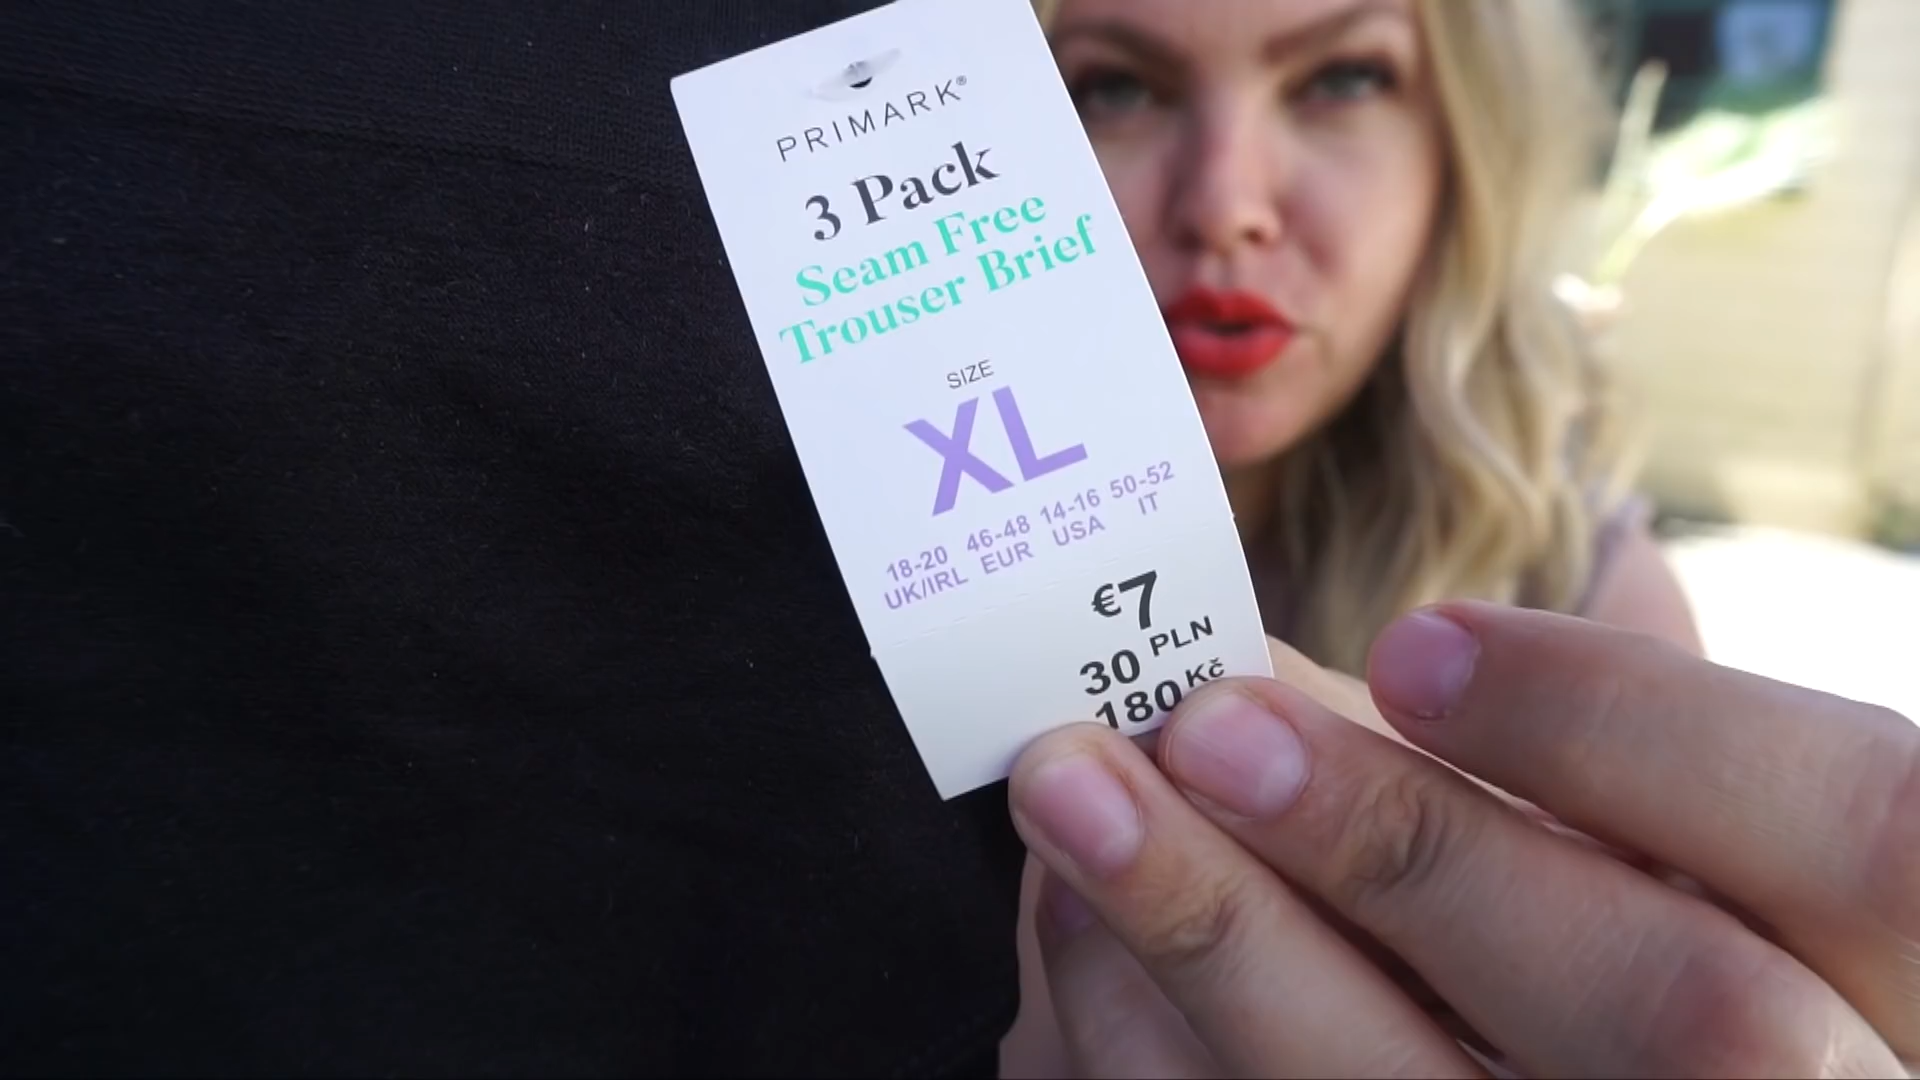 PRIMARK®
3 Pack
Seam Free
Trouser Brief
SIZE
XL
18-20 46-48 14-16 50-52
UK/IRL EUR USA IT
€7
30 PLN
180 Kč